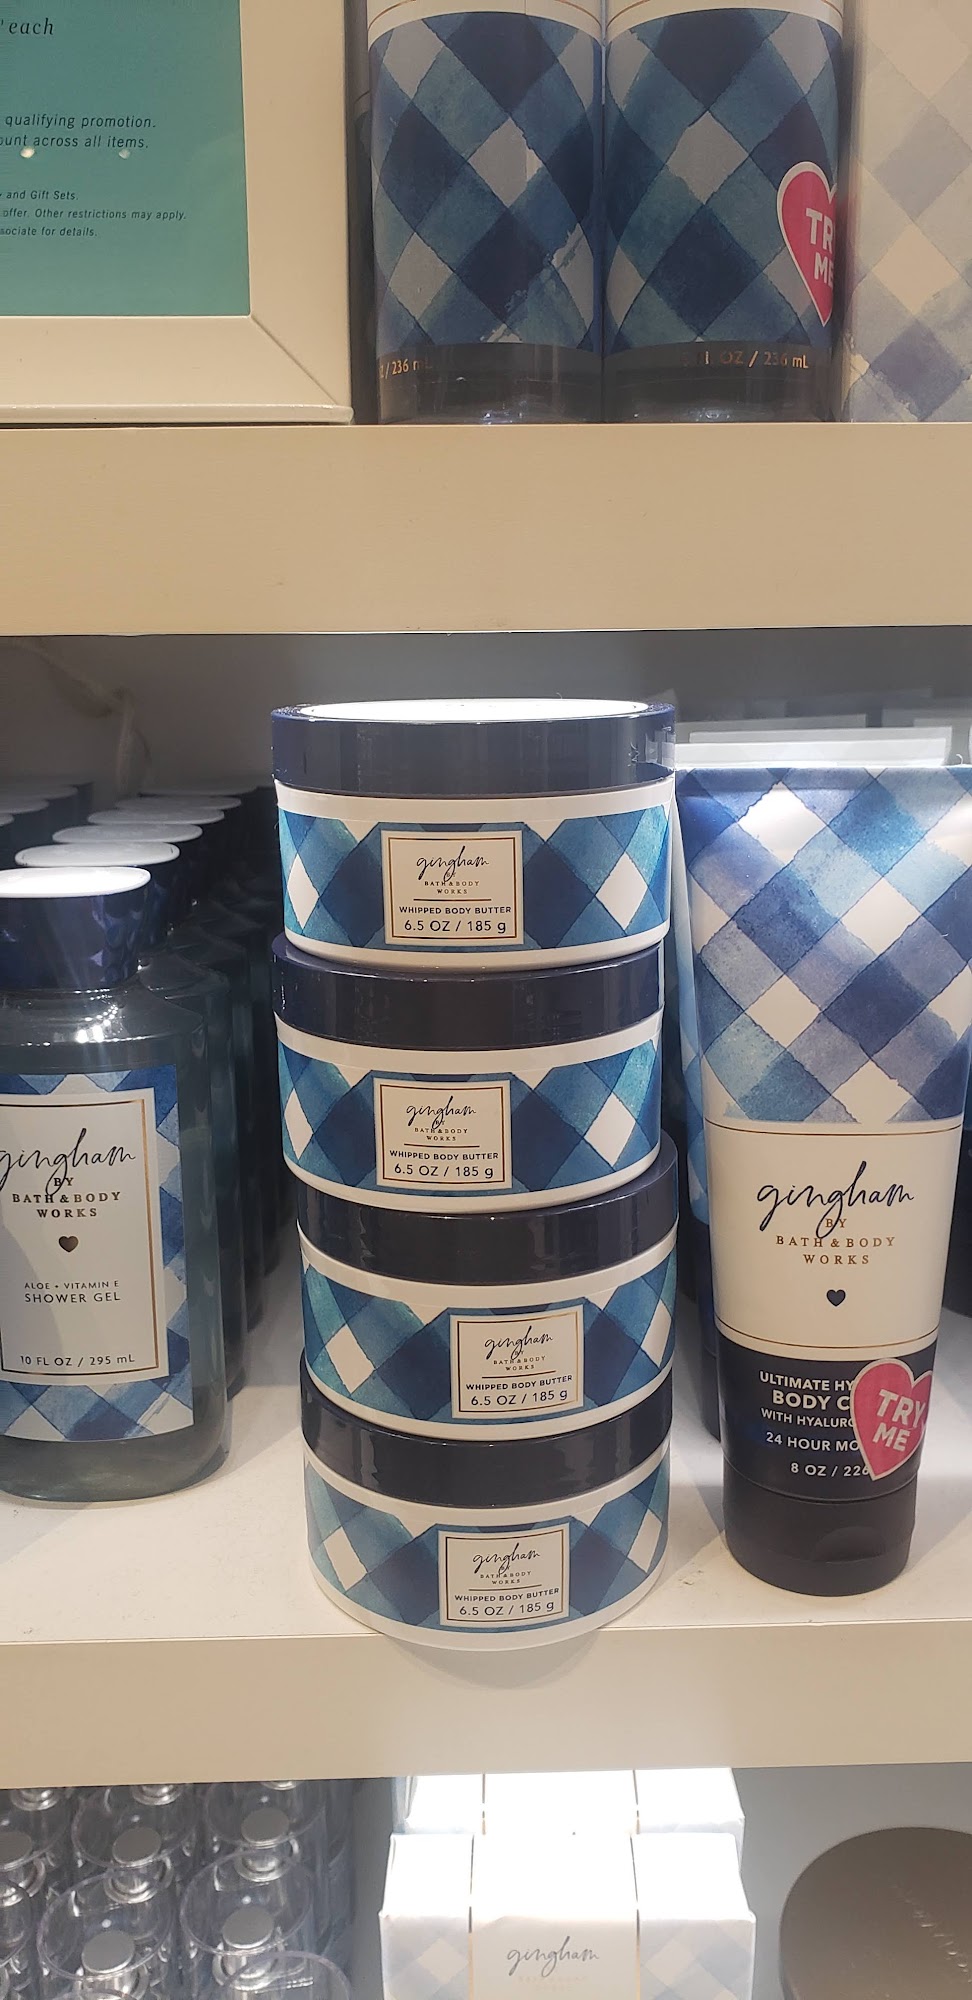 each
qualifying promotion.
across all items.
and Gift Sets.
offer. Other restrictions may apply.
for details.
/ 236 mL
OZ / 236 mL
TRY
ME
gingham
BY
BATH & BODY
WORKS
WHIPPED BODY BUTTER
6.5 OZ / 185 g
gingham
BY
BATH & BODY
WORKS
WHIPPED BODY BUTTER
6.5 OZ / 185 g
gingham
BY
BATH & BODY
WORKS
WHIPPED BODY BUTTER
6.5 OZ / 185 g
gingham
BY
BATH & BODY
WORKS
WHIPPED BODY BUTTER
6.5 OZ / 185 g
gingham
BY
BATH & BODY
WORKS
ALOE + VITAMIN E
SHOWER GEL
10 FL OZ / 295 mL
gingham
BY
BATH & BODY
WORKS
ULTIMATE HY
BODY C
WITH HYALURO
24 HOUR MO
8 OZ / 226
TRY
ME
gingham